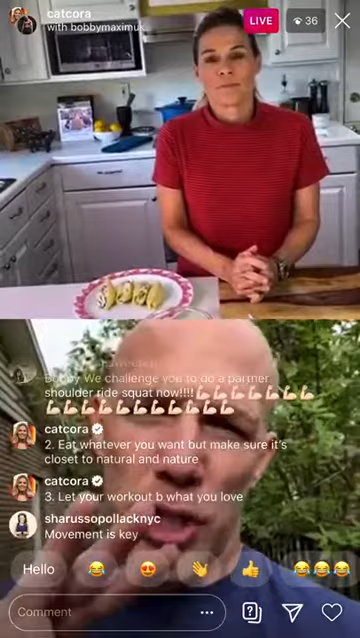 catcora
with bobbymaximus
LIVE
36
Bobby We challenge you to do a partner
shoulder ride squat now!!!!💪🏼💪🏼💪🏼💪🏼💪🏼💪🏼💪🏼
💪🏼💪🏼💪🏼💪🏼💪🏼💪🏼💪🏼💪🏼💪🏼💪🏼💪🏼
catcora
2. Eat whatever you want but make sure it's
closet to natural and nature
catcora
3. Let your workout b what you love
sharussopollacknyc
Movement is key
Hello 😂 😍 👋 👍 😂😂😂
Comment